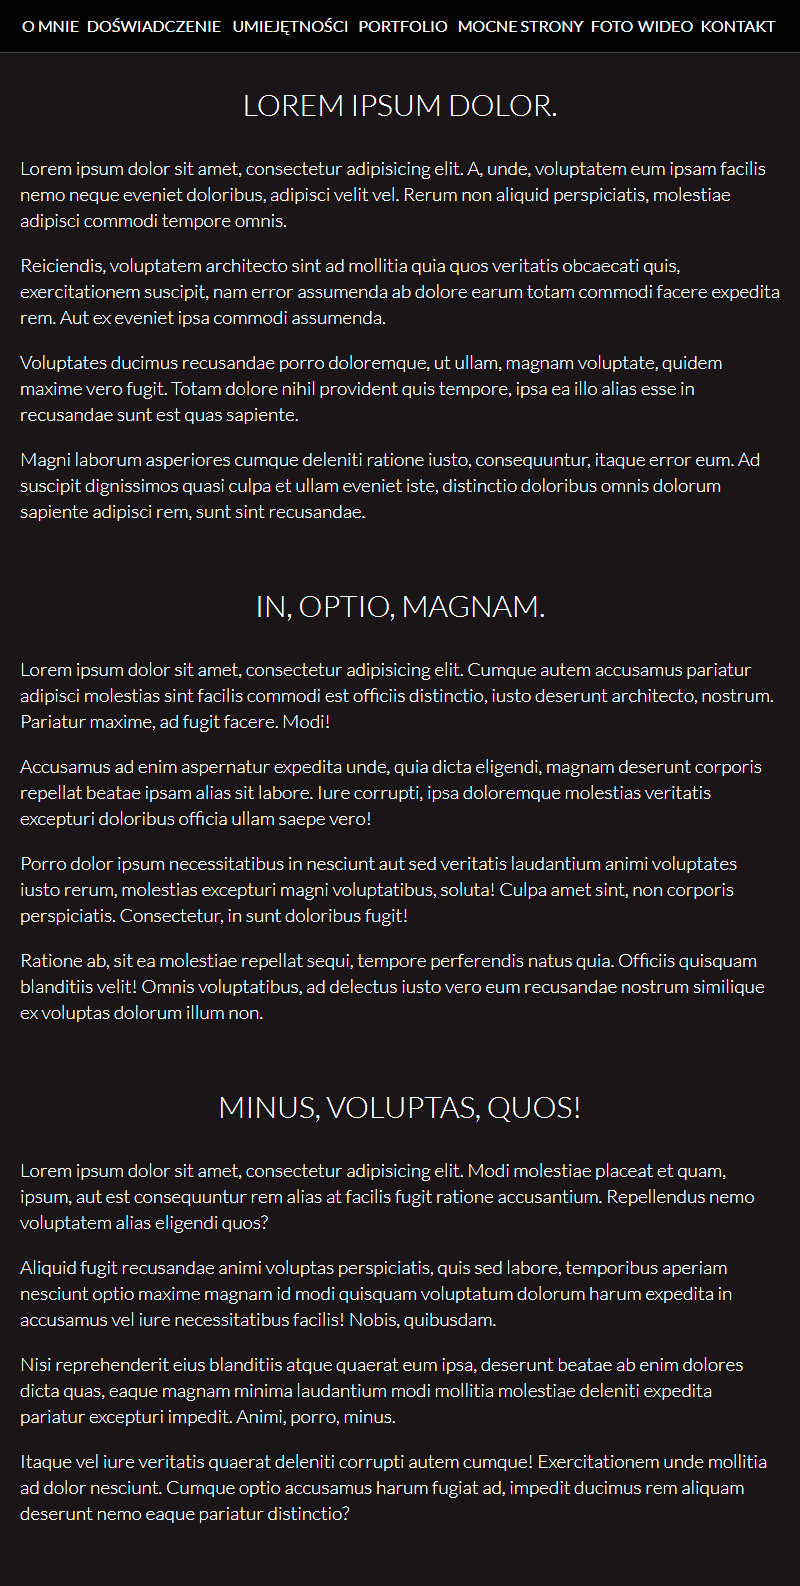 O MNIE DOŚWIADCZENIE UMIEJĘTNOŚCI PORTFOLIO MOCNE STRONY FOTO WIDEO KONTAKT
LOREM IPSUM DOLOR.
Lorem ipsum dolor sit amet, consectetur adipisicing elit. A, unde, voluptatem eum ipsam facilis
nemo neque eveniet doloribus, adipisci velit vel. Rerum non aliquid perspiciatis, molestiae
adipisci commodi tempore omnis.
Reiciendis, voluptatem architecto sint ad mollitia quia quos veritatis obcaecati quis,
exercitationem suscipit, nam error assumenda ab dolore earum totam commodi facere expedita
rem. Aut ex eveniet ipsa commodi assumenda.
Voluptates ducimus recusandae porro doloremque, ut ullam, magnam voluptate, quidem
maxime vero fugit. Totam dolore nihil provident quis tempore, ipsa ea illo alias esse in
recusandae sunt est quas sapiente.
Magni laborum asperiores cumque deleniti ratione iusto, consequuntur, itaque error eum. Ad
suscipit dignissimos quasi culpa et ullam eveniet iste, distinctio doloribus omnis dolorum
sapiente adipisci rem, sunt sint recusandae.
IN, OPTIO, MAGNAM.
Lorem ipsum dolor sit amet, consectetur adipisicing elit. Cumque autem accusamus pariatur
adipisci molestias sint facilis commodi est officiis distinctio, iusto deserunt architecto, nostrum.
Pariatur maxime, ad fugit facere. Modi!
Accusamus ad enim aspernatur expedita unde, quia dicta eligendi, magnam deserunt corporis
repellat beatae ipsam alias sit labore. Iure corrupti, ipsa doloremque molestias veritatis
excepturi doloribus officia ullam saepe vero!
Porro dolor ipsum necessitatibus in nesciunt aut sed veritatis laudantium animi voluptates
iusto rerum, molestias excepturi magni voluptatibus, soluta! Culpa amet sint, non corporis
perspiciatis. Consectetur, in sunt doloribus fugit!
Ratione ab, sit ea molestiae repellat sequi, tempore perferendis natus quia. Officiis quisquam
blanditiis velit! Omnis voluptatibus, ad delectus iusto vero eum recusandae nostrum similique
ex voluptas dolorum illum non.
MINUS, VOLUPTAS, QUOS!
Lorem ipsum dolor sit amet, consectetur adipisicing elit. Modi molestiae placeat et quam,
ipsum, aut est consequuntur rem alias at facilis fugit ratione accusantium. Repellendus nemo
voluptatem alias eligendi quos?
Aliquid fugit recusandae animi voluptas perspiciatis, quis sed labore, temporibus aperiam
nesciunt optio maxime magnam id modi quisquam voluptatum dolorum harum expedita in
accusamus vel iure necessitatibus facilis! Nobis, quibusdam.
Nisi reprehenderit eius blanditiis atque quaerat eum ipsa, deserunt beatae ab enim dolores
dicta quas, eaque magnam minima laudantium modi mollitia molestiae deleniti expedita
pariatur excepturi impedit. Animi, porro, minus.
Itaque vel iure veritatis quaerat deleniti corrupti autem cumque! Exercitationem unde mollitia
ad dolor nesciunt. Cumque optio accusamus harum fugiat ad, impedit ducimus rem aliquam
deserunt nemo eaque pariatur distinctio?